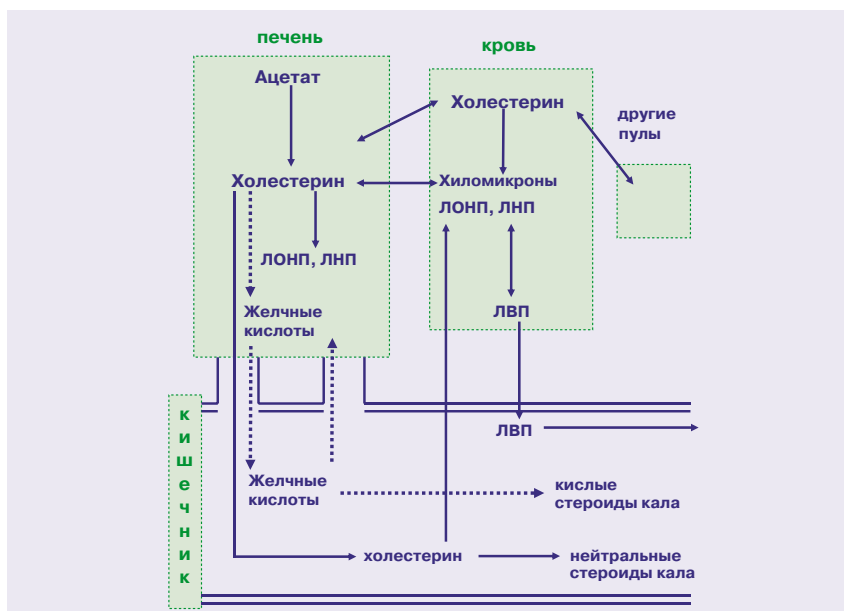 печень
кровь
Ацетат
Холестерин
другие
пулы
Холестерин
Хиломикроны
ЛОНП, ЛНП
ЛОНП, ЛНП
Желчные
кислоты
ЛВП
кишечник
ЛВП
Желчные
кислоты
кислые
стероиды кала
холестерин
нейтральные
стероиды кала